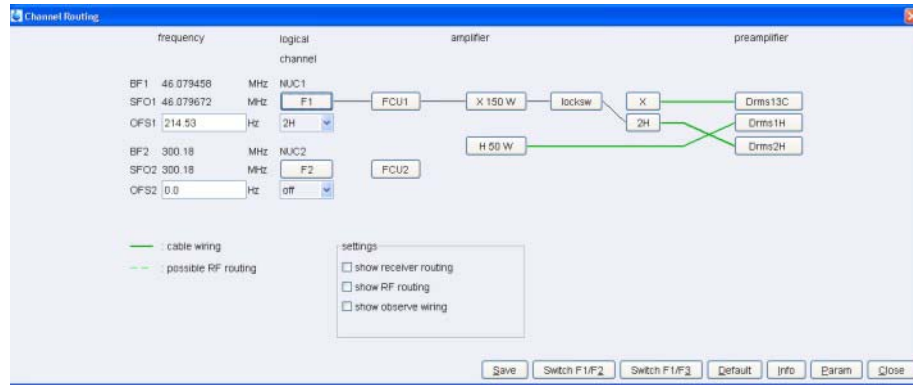 Channel Routing
frequency logical channel amplifier preamplifier
BF1 46.079458 MHz NUC1
SFO1 46.079672 MHz F1 FCU1 X 150 W locksw X Drms13C
OFS1 214.53 Hz 2H 2H Drms1H
BF2 300.18 MHz NUC2 H 50 W Drms2H
SFO2 300.18 MHz F2 FCU2
OFS2 0.0 Hz off
: cable wiring
: possible RF routing
settings
show receiver routing
show RF routing
show observe wiring
Save Switch F1/F2 Switch F1/F3 Default Info Param Close